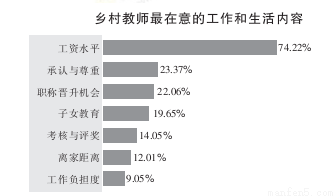 乡村教师最在意的工作和生活内容
工资水平 74.22%
承认与尊重 23.37%
职称晋升机会 22.06%
子女教育 19.65%
考核与评奖 14.05%
离家距离 12.01%
工作负担度 9.05%